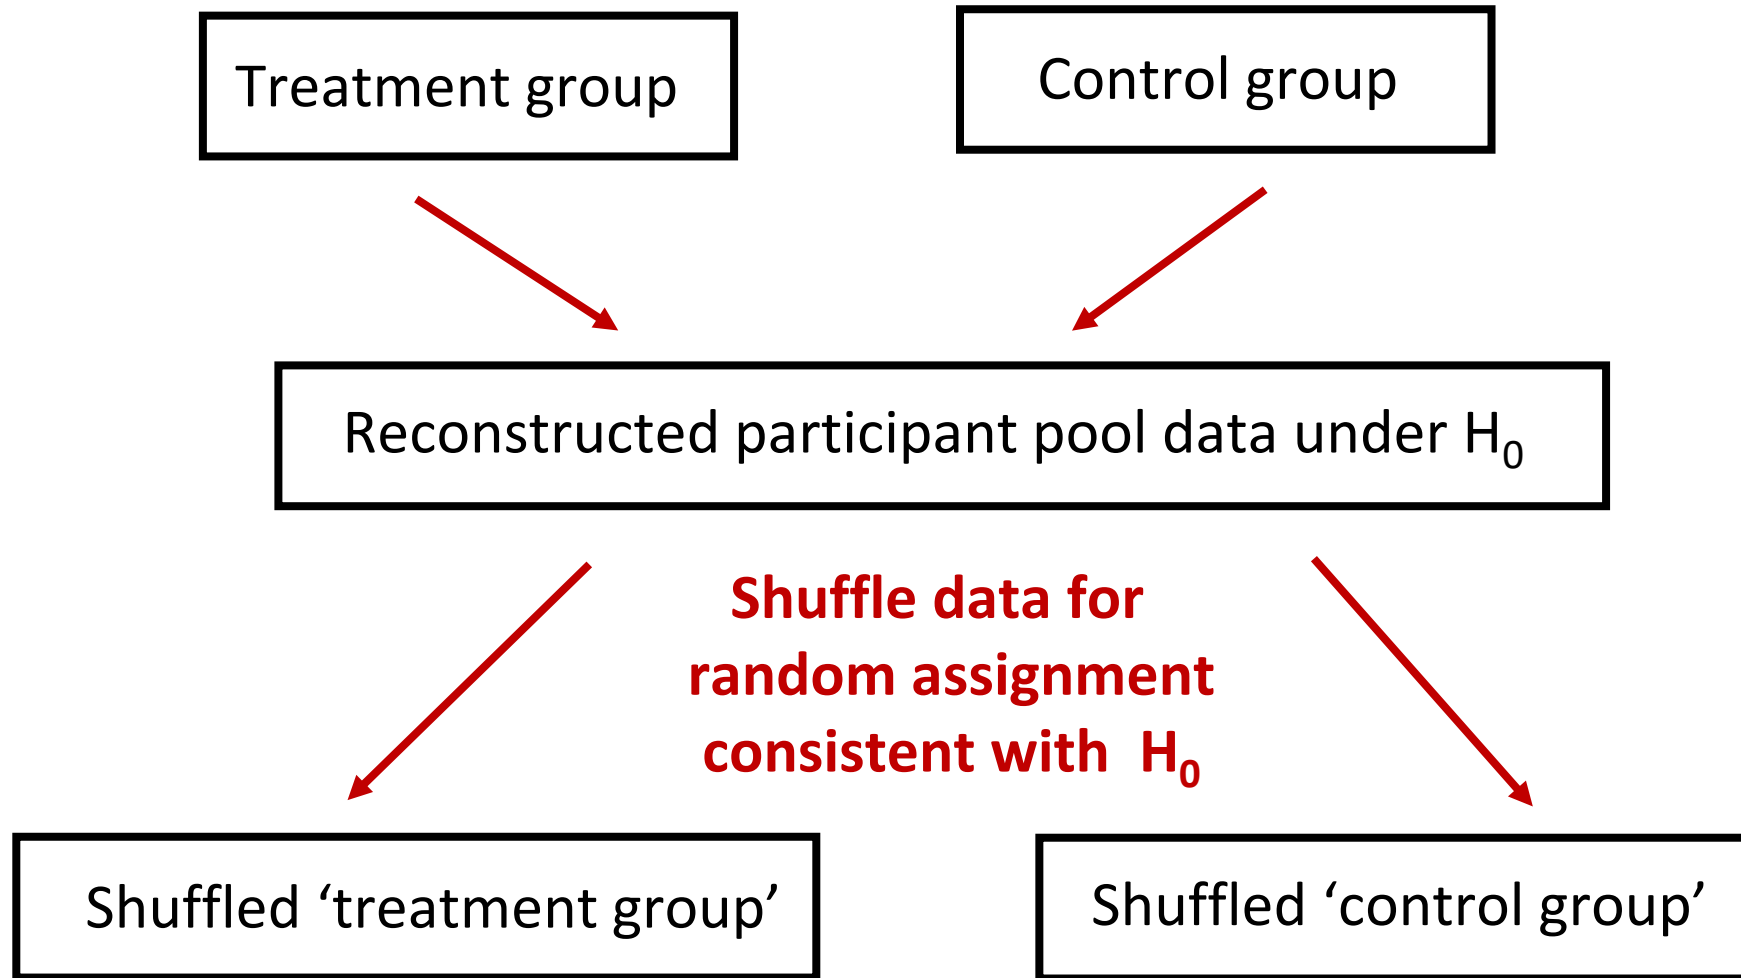 Treatment group
Control group
Reconstructed participant pool data under H₀
Shuffle data for
random assignment
consistent with H₀
Shuffled ‘treatment group’
Shuffled ‘control group’